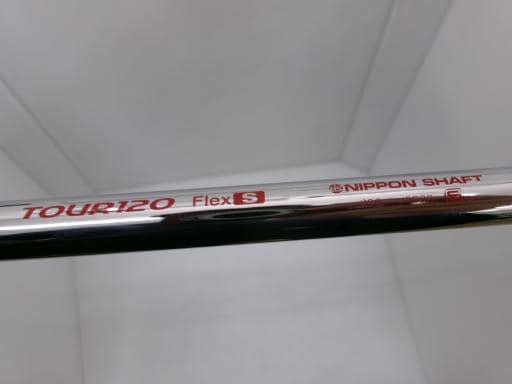 TOUR120 Flex S
NIPPON SHAFT